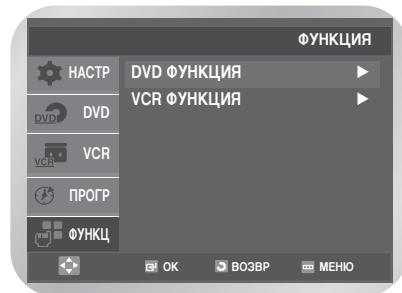 ФУНКЦИЯ
НАСТР
DVD ФУНКЦИЯ ►
DVD DVD
VCR ФУНКЦИЯ ►
VCR VCR
ПРОГР
ФУНКЦ
OK ВОЗВР МЕНЮ